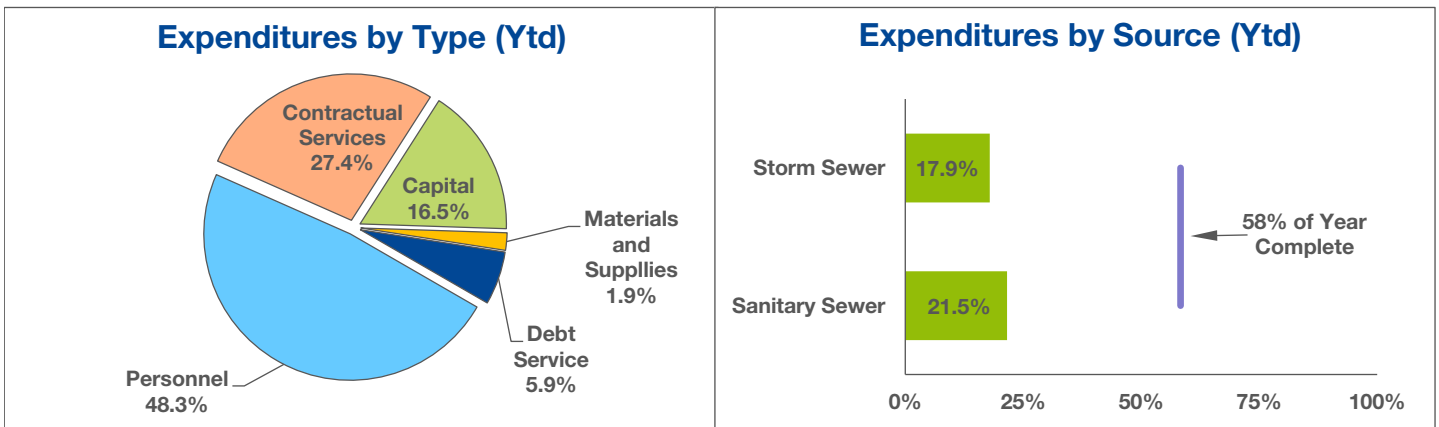 Expenditures by Type (Ytd)
Contractual
Services
27.4%
Capital
16.5%
Materials
and
Suppllies
1.9%
Debt
Service
5.9%
Personnel
48.3%
Expenditures by Source (Ytd)
Storm Sewer
17.9%
58% of Year
Complete
Sanitary Sewer
21.5%
0% 25% 50% 75% 100%